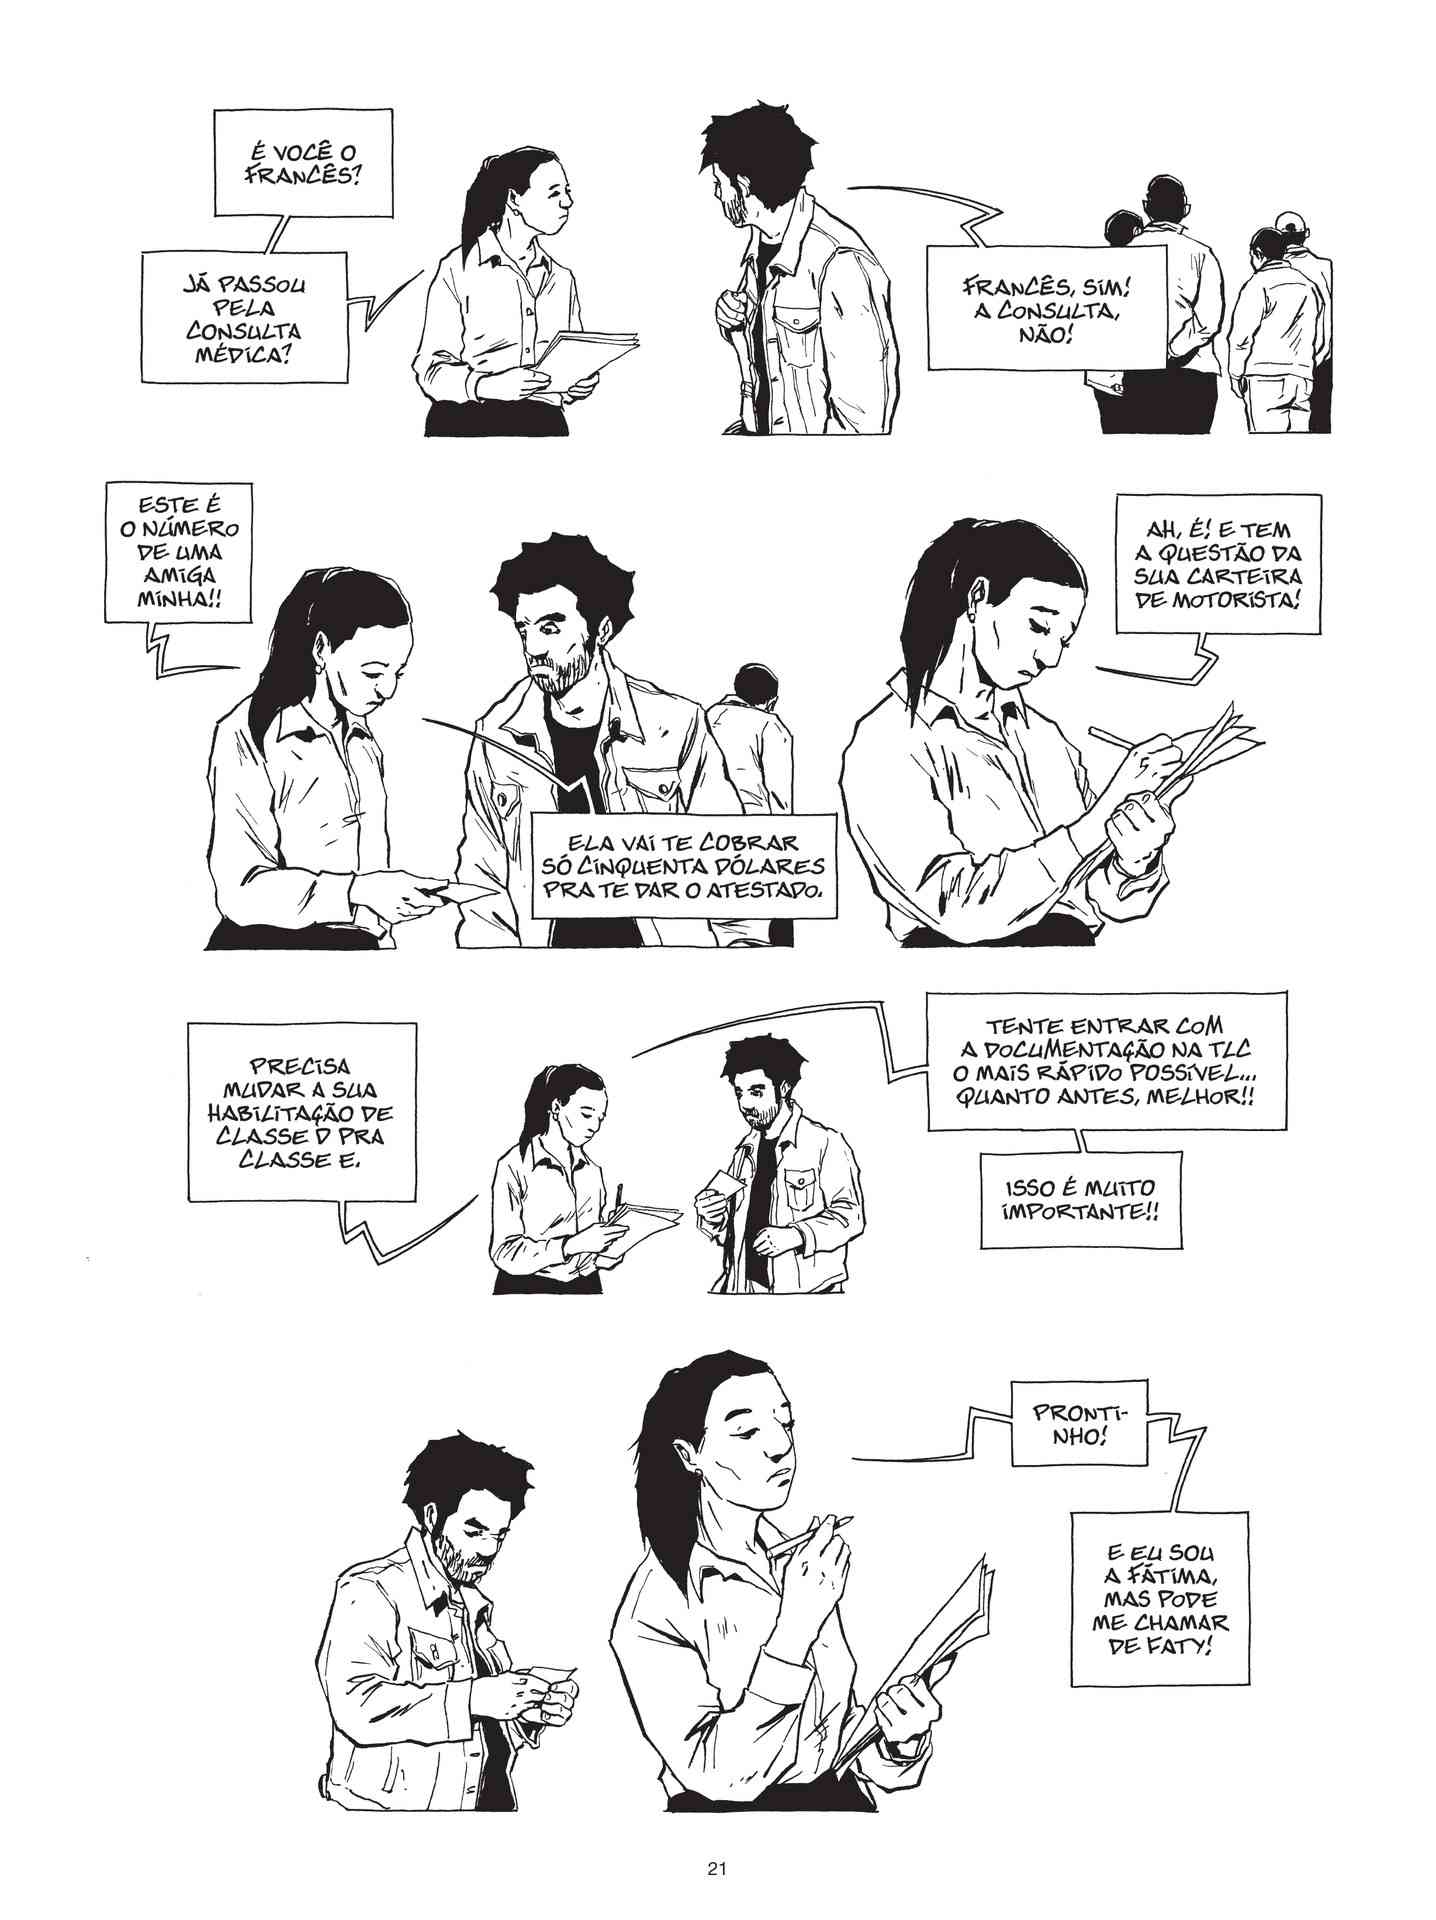 É VOCÊ O
FRANCÊS?
JÁ PASSOU
PELA
CONSULTA
MÉDICA?
FRANCÊS, SIM!
A CONSULTA,
NÃO!
ESTE É
O NÚMERO
DE UMA
AMIGA
MINHA!!
ELA VAI TE COBRAR
SÓ CINQUENTA DÓLARES
PRA TE DAR O ATESTADO.
AH, É! E TEM
A QUESTÃO DA
SUA CARTEIRA
DE MOTORISTA!
PRECISA
MUDAR A SUA
HABILITAÇÃO DE
CLASSE D PRA
CLASSE E.
TENTE ENTRAR COM
A DOCUMENTAÇÃO NA TLC
O MAIS RÁPIDO POSSÍVEL...
QUANTO ANTES, MELHOR!!
ISSO É MUITO
IMPORTANTE!!
PRONTI-
NHO!
E EU SOU
A FÁTIMA,
MAS PODE
ME CHAMAR
DE FATY!
21